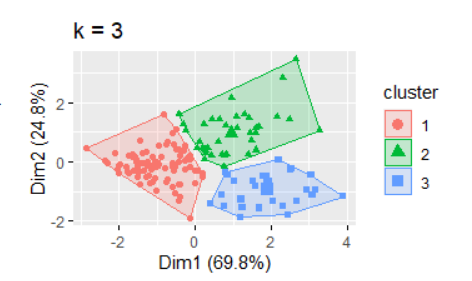 k = 3
Dim2 (24.8%)
2
0
-2
-2
0
2
4
Dim1 (69.8%)
cluster
1
2
3